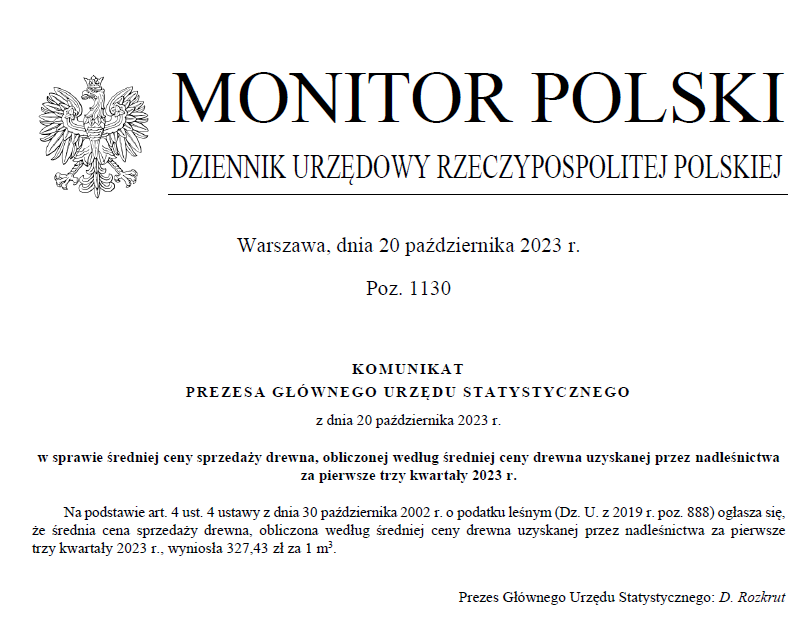 MONITOR POLSKI
DZIENNIK URZĘDOWY RZECZYPOSPOLITEJ POLSKIEJ
Warszawa, dnia 20 października 2023 r.
Poz. 1130
KOMUNIKAT
PREZESA GŁÓWNEGO URZĘDU STATYSTYCZNEGO
z dnia 20 października 2023 r.
w sprawie średniej ceny sprzedaży drewna, obliczonej według średniej ceny drewna uzyskanej przez nadleśnictwa
za pierwsze trzy kwartały 2023 r.
Na podstawie art. 4 ust. 4 ustawy z dnia 30 października 2002 r. o podatku leśnym (Dz. U. z 2019 r. poz. 888) ogłasza się,
że średnia cena sprzedaży drewna, obliczona według średniej ceny drewna uzyskanej przez nadleśnictwa za pierwsze
trzy kwartały 2023 r., wyniosła 327,43 zł za 1 m³.
Prezes Głównego Urzędu Statystycznego: D. Rozkrut